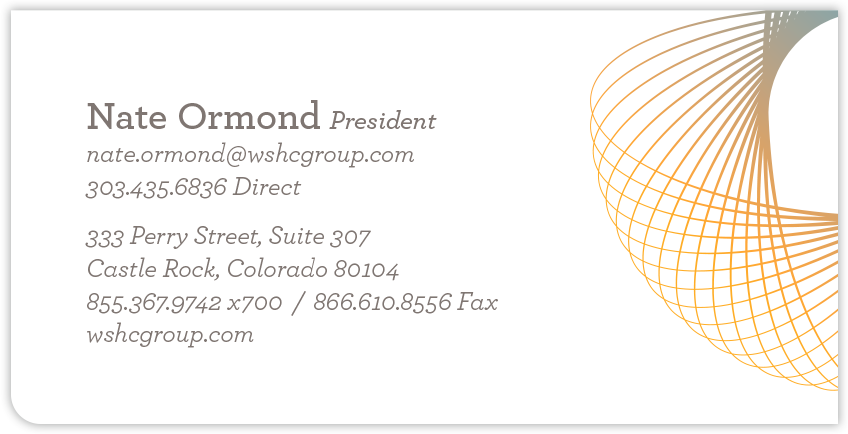 Nate Ormond President
nate.ormond@wshcgroup.com
303.435.6836 Direct
333 Perry Street, Suite 307
Castle Rock, Colorado 80104
855.367.9742 x700 / 866.610.8556 Fax
wshcgroup.com